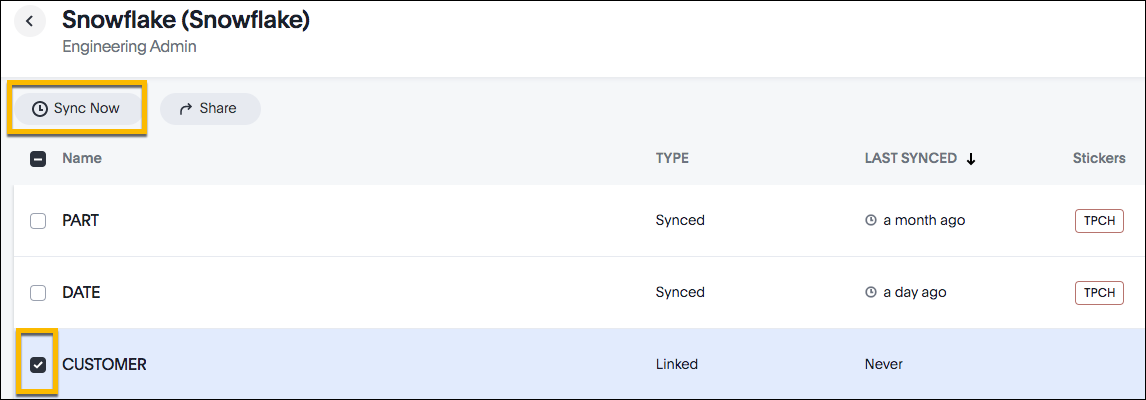 Snowflake (Snowflake)
Engineering Admin
Sync Now Share
Name TYPE LAST SYNCED Stickers
PART Synced a month ago TPCH
DATE Synced a day ago TPCH
CUSTOMER Linked Never